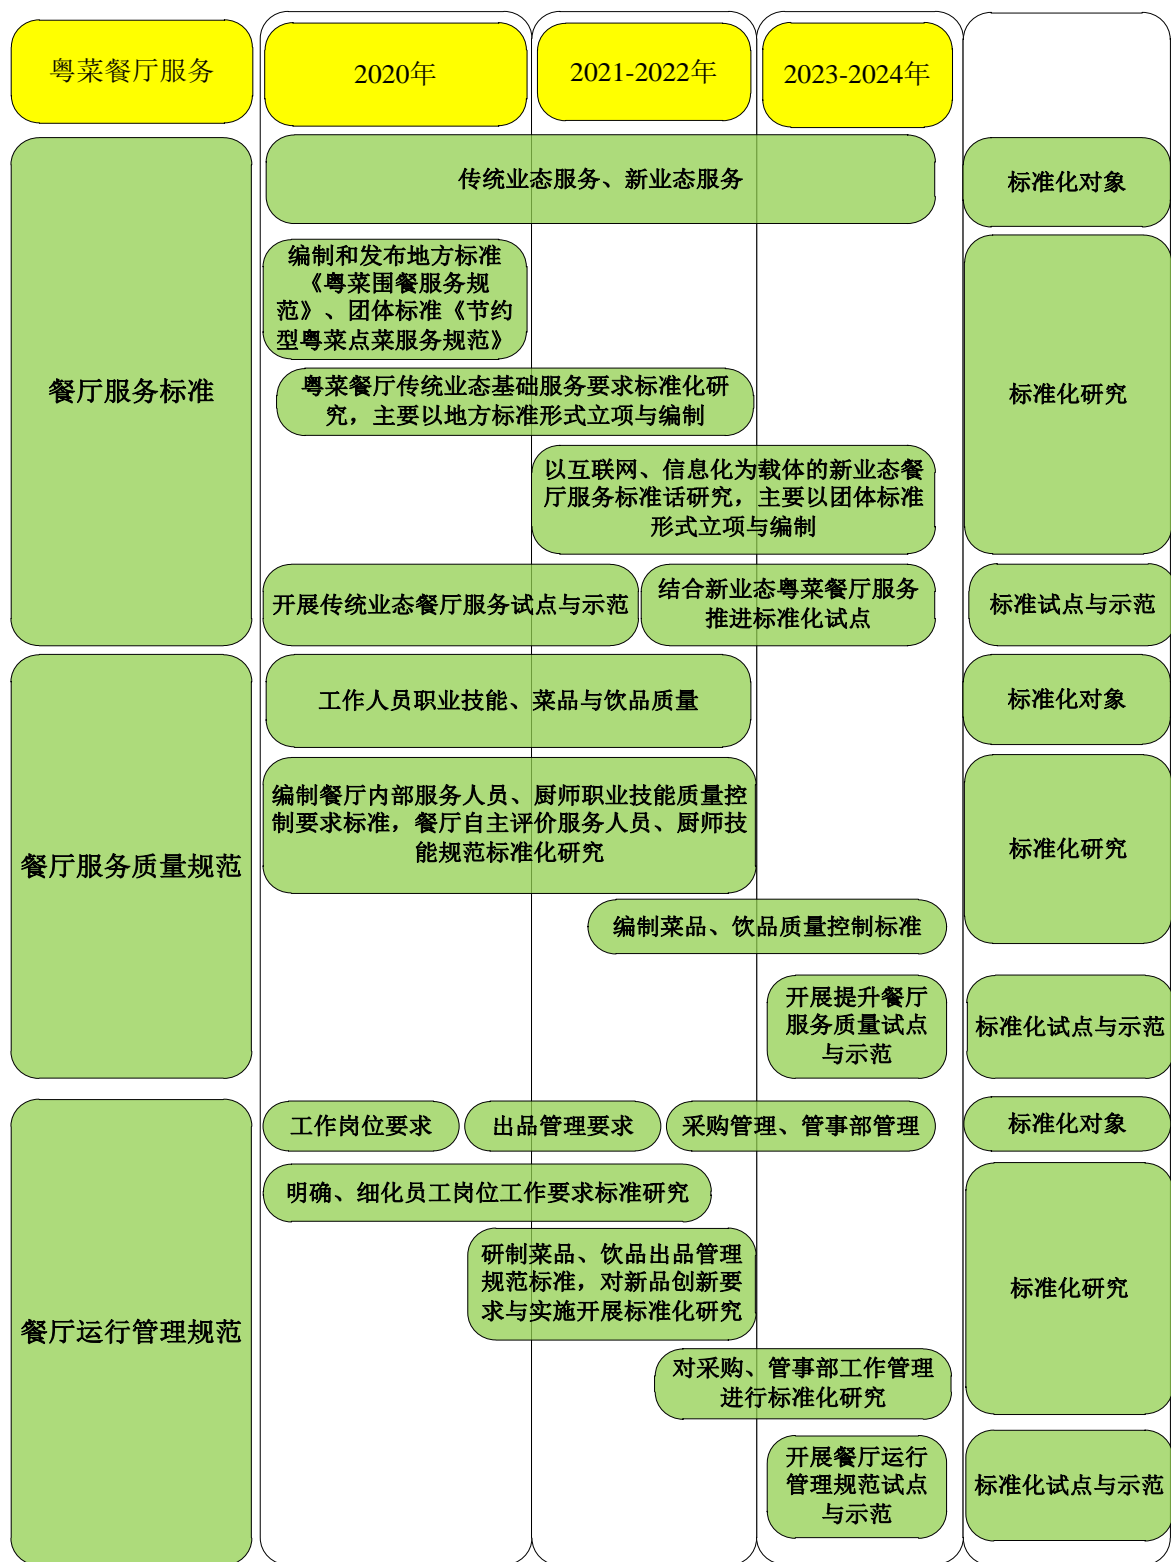 粤菜餐厅服务
2020年
2021-2022年
2023-2024年
餐厅服务标准
传统业态服务、新业态服务
标准化对象
编制和发布地方标准
《粤菜围餐服务规
范》、团体标准《节约
型粤菜点菜服务规范》
粤菜餐厅传统业态基础服务要求标准化研
究，主要以地方标准形式立项与编制
以互联网、信息化为载体的新业态餐
厅服务标准话研究，主要以团体标准
形式立项与编制
标准化研究
开展传统业态餐厅服务试点与示范
结合新业态粤菜餐厅服务
推进标准化试点
标准试点与示范
餐厅服务质量规范
工作人员职业技能、菜品与饮品质量
标准化对象
编制餐厅内部服务人员、厨师职业技能质量控
制要求标准，餐厅自主评价服务人员、厨师技
能规范标准化研究
编制菜品、饮品质量控制标准
标准化研究
开展提升餐厅
服务质量试点
与示范
标准化试点与示范
餐厅运行管理规范
工作岗位要求
出品管理要求
采购管理、管事部管理
标准化对象
明确、细化员工岗位工作要求标准研究
研制菜品、饮品出品管理
规范标准，对新品创新要
求与实施开展标准化研究
对采购、管事部工作管理
进行标准化研究
标准化研究
开展餐厅运行
管理规范试点
与示范
标准化试点与示范